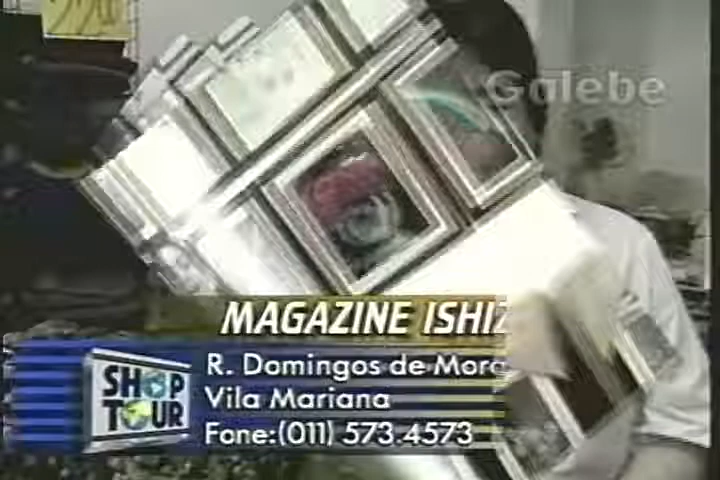 Galebe
MAGAZINE ISHIZ
R. Domingos de Mora
Vila Mariana
Fone:(011) 573.4573
SHOP
TOUR